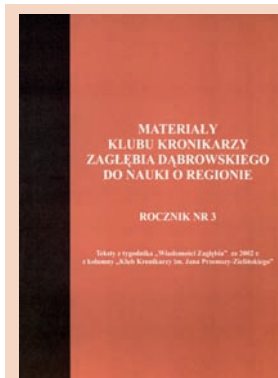 MATERIAŁY
KLUBU KRONIKARZY
ZAGŁĘBIA DĄBROWSKIEGO
DO NAUKI O REGIONIE
ROCZNIK NR 3
Teksty z tygodnika „Wiadomości Zagłębia” za 2002 r.
z kolumny „Klub Kronikarzy im. Jana Przemszy-Zielińskiego”